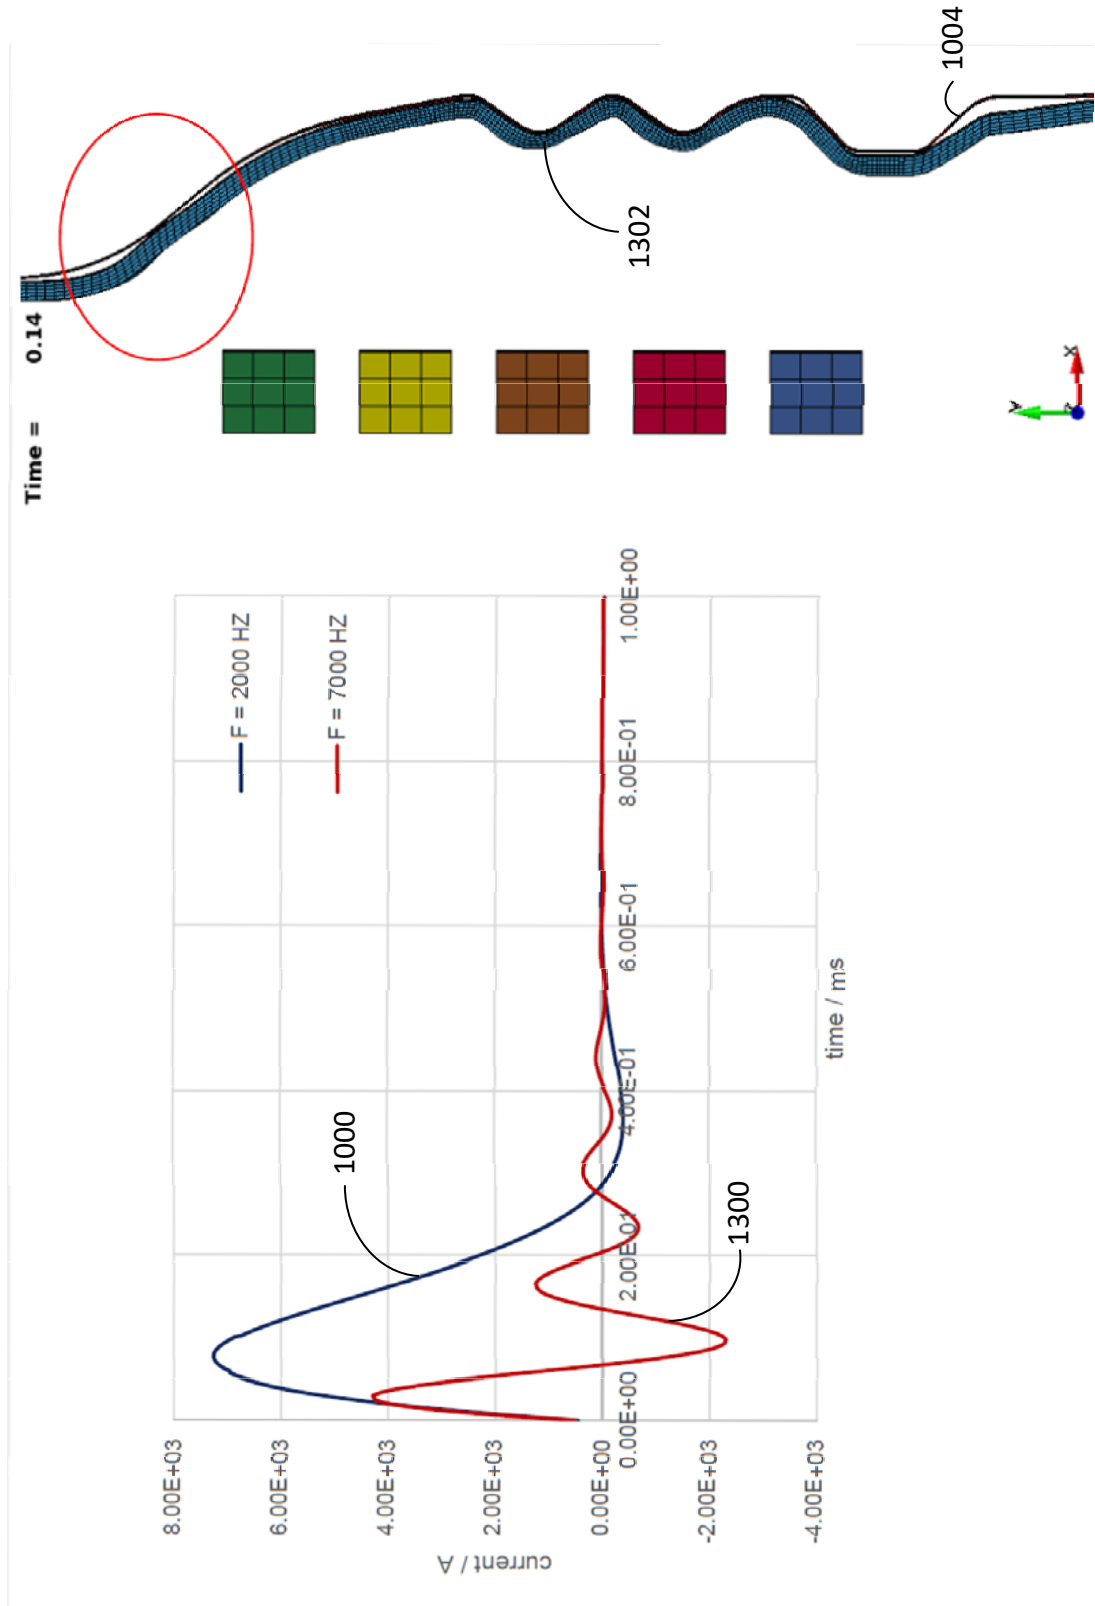 8.00E+03
6.00E+03
4.00E+03
2.00E+03
0.00E+00
-2.00E+03
-4.00E+03
current / A
0.00E+00
2.00E-01
4.00E-01
6.00E-01
8.00E-01
1.00E+00
time / ms
F = 2000 HZ
F = 7000 HZ
1000
1300
Time = 0.14
1302
1004
Y
Z
X